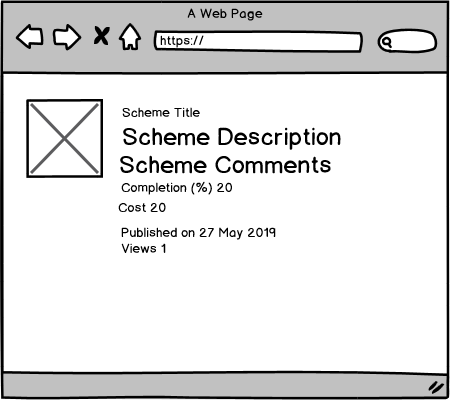 A Web Page
https://
Scheme Title
Scheme Description
Scheme Comments
Completion (%) 20
Cost 20
Published on 27 May 2019
Views 1